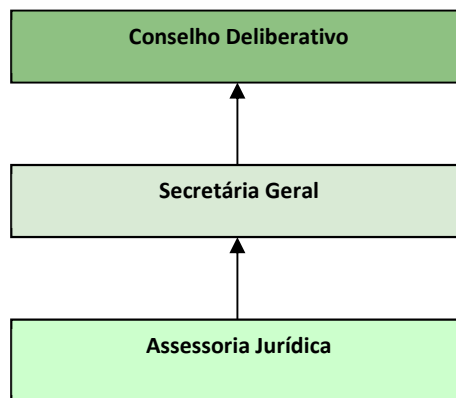 Conselho Deliberativo
Secretária Geral
Assessoria Jurídica